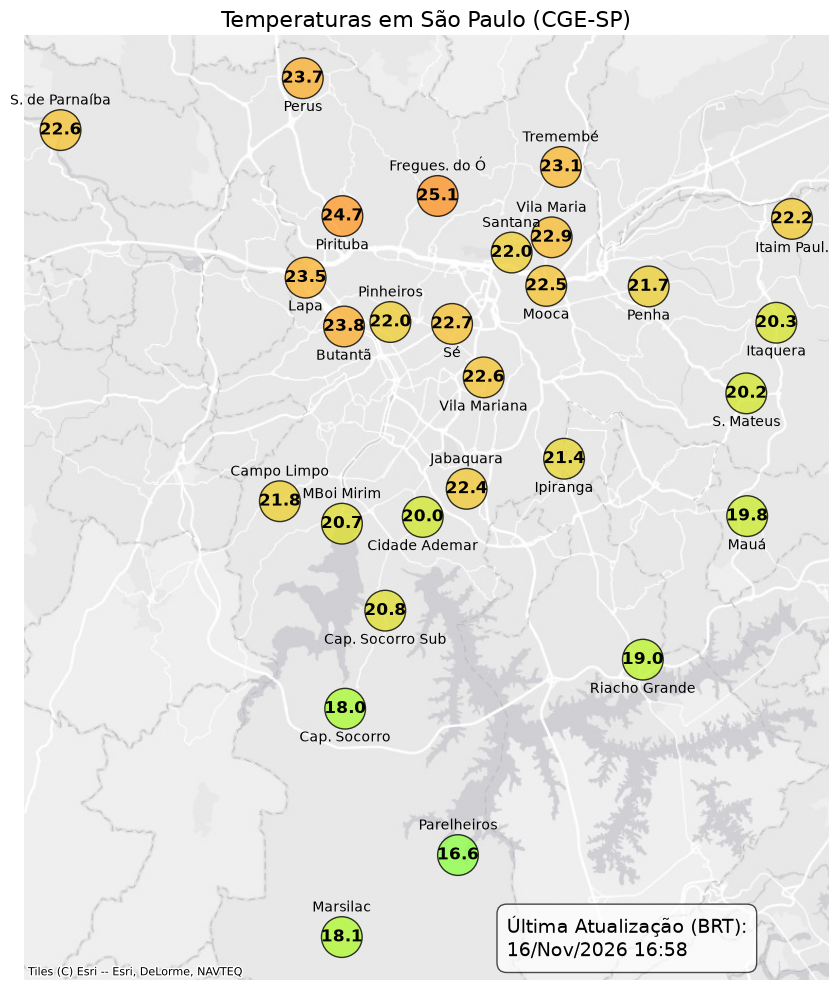 Temperaturas em São Paulo (CGE-SP)
23.7
Perus
S. de Parnaíba
22.6
Tremembé
23.1
Fregues. do Ó
25.1
24.7
Pirituba
Vila Maria
22.9
Santana
22.0
22.2
Itaim Paul.
23.5
Lapa
22.5
Mooca
21.7
Penha
Pinheiros
22.0
23.8
Butantã
22.7
Sé
20.3
Itaquera
22.6
Vila Mariana
20.2
S. Mateus
21.4
Ipiranga
Jabaquara
22.4
Campo Limpo
21.8
MBoi Mirim
20.7
20.0
Cidade Ademar
19.8
Mauá
20.8
Cap. Socorro Sub
19.0
Riacho Grande
18.0
Cap. Socorro
Parelheiros
16.6
Marsilac
18.1
Última Atualização (BRT):
16/Nov/2026 16:58
Tiles (C) Esri -- Esri, DeLorme, NAVTEQ